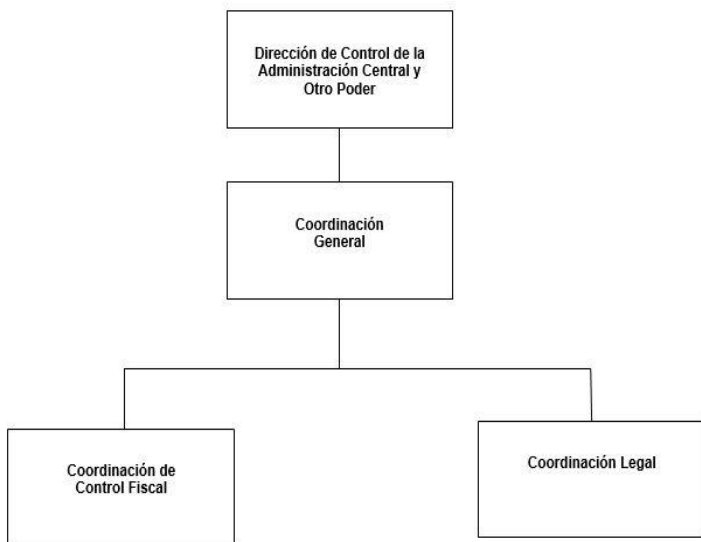 Dirección de Control de la
Administración Central y
Otro Poder
Coordinación
General
Coordinación de
Control Fiscal
Coordinación Legal